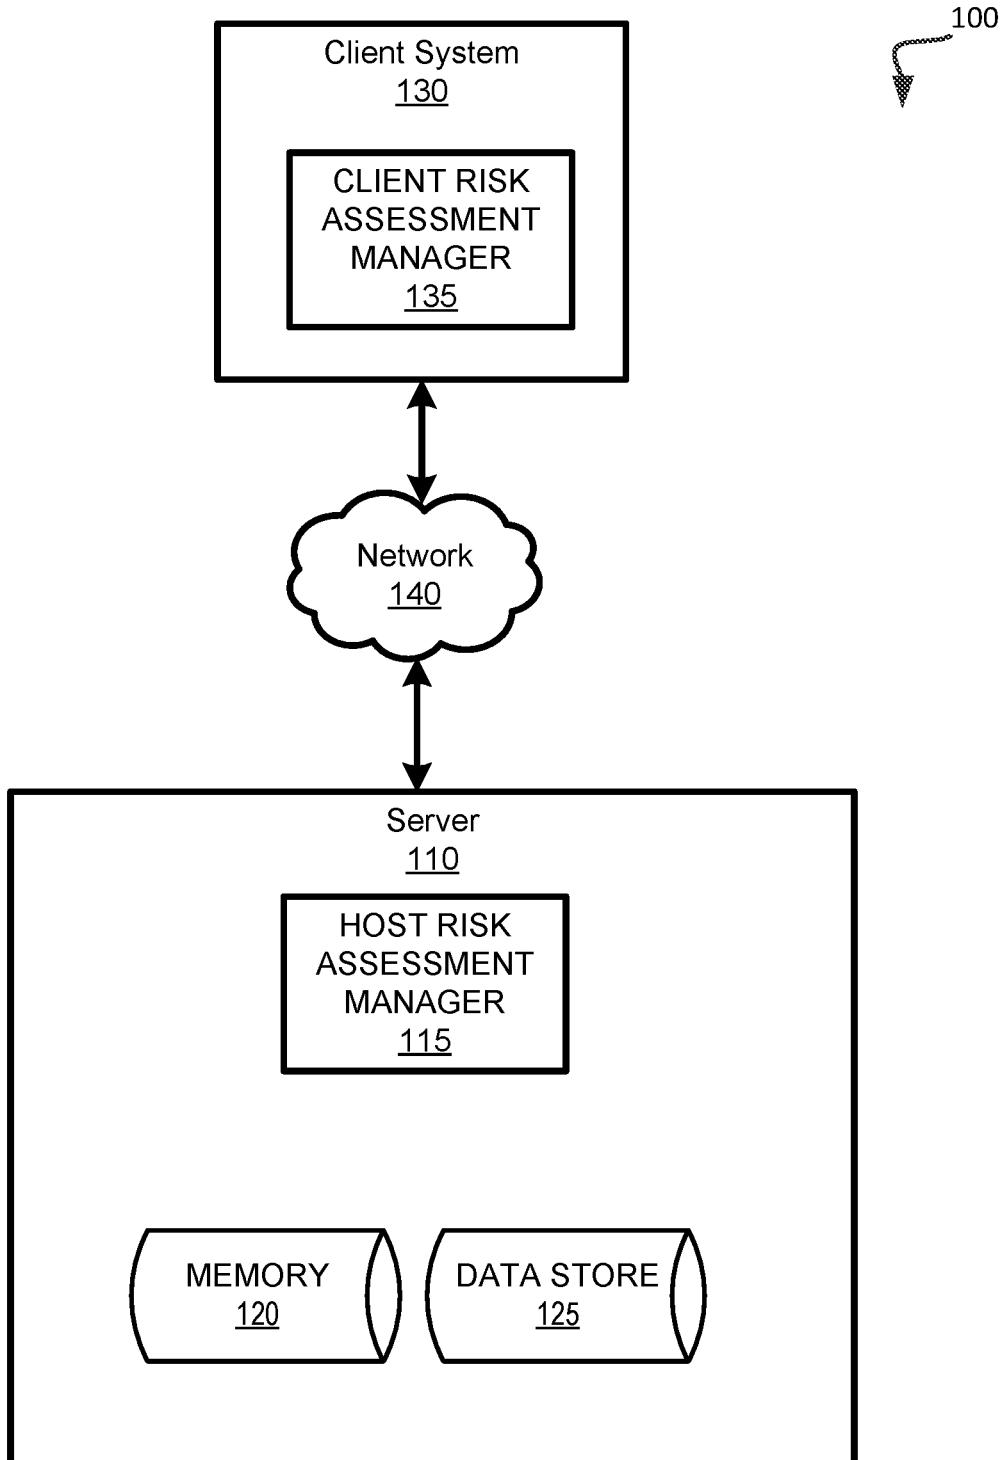 100
Client System
130
CLIENT RISK
ASSESSMENT
MANAGER
135
Network
140
Server
110
HOST RISK
ASSESSMENT
MANAGER
115
MEMORY
120
DATA STORE
125